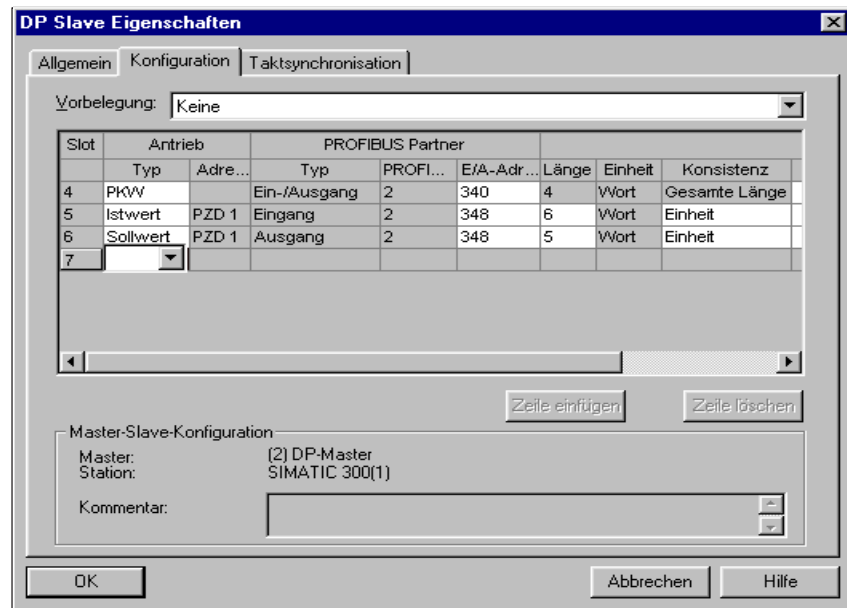 DP Slave Eigenschaften
Allgemein Konfiguration Taktsynchronisation
Vorbelegung: Keine
Slot Antrieb PROFIBUS Partner
Typ Adre... Typ PROFI... E/A-Adr... Länge Einheit Konsistenz
4 PKW Ein-/Ausgang 2 340 4 Wort Gesamte Länge
5 Istwert PZD 1 Eingang 2 348 6 Wort Einheit
6 Sollwert PZD 1 Ausgang 2 348 5 Wort Einheit
7
Zeile einfügen Zeile löschen
Master-Slave-Konfiguration
Master: (2) DP-Master
Station: SIMATIC 300(1)
Kommentar:
OK Abbrechen Hilfe